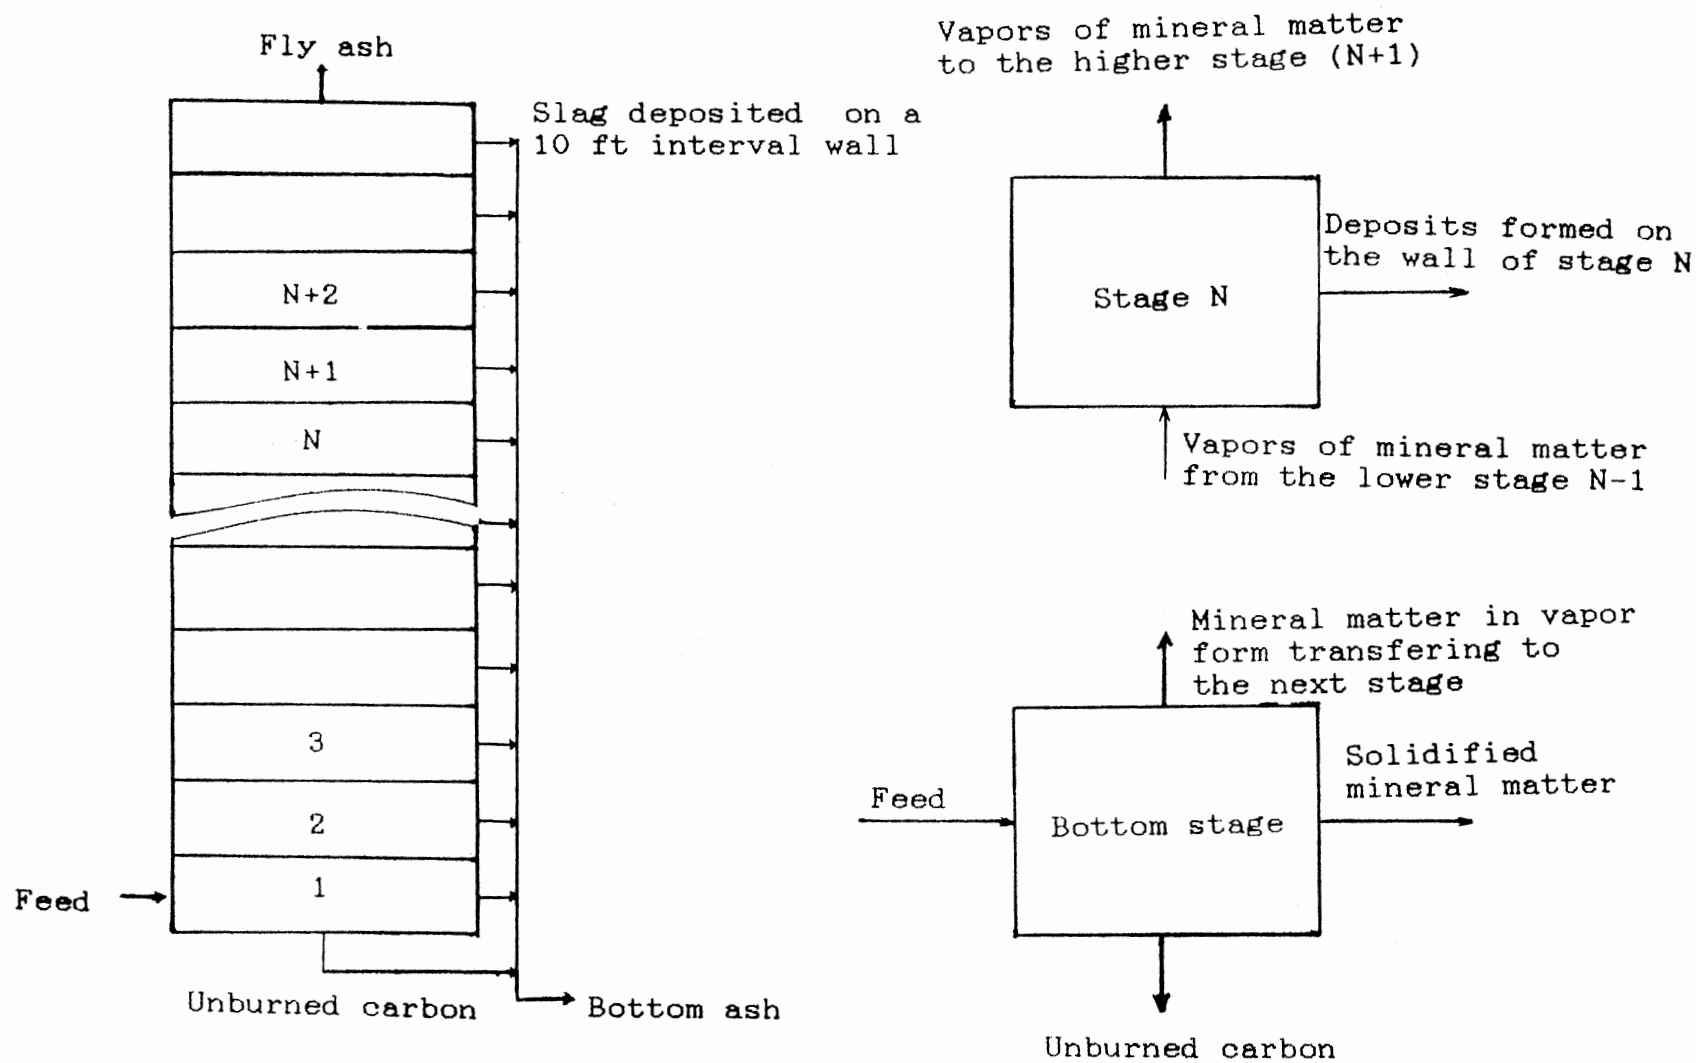 Fly ash
Slag deposited on a
10 ft interval wall
N+2
N+1
N
3
2
1
Feed
Unburned carbon
Bottom ash
Vapors of mineral matter
to the higher stage (N+1)
Deposits formed on
the wall of stage N
Stage N
Vapors of mineral matter
from the lower stage N-1
Mineral matter in vapor
form transfering to
the next stage
Solidified
mineral matter
Feed
Bottom stage
Unburned carbon